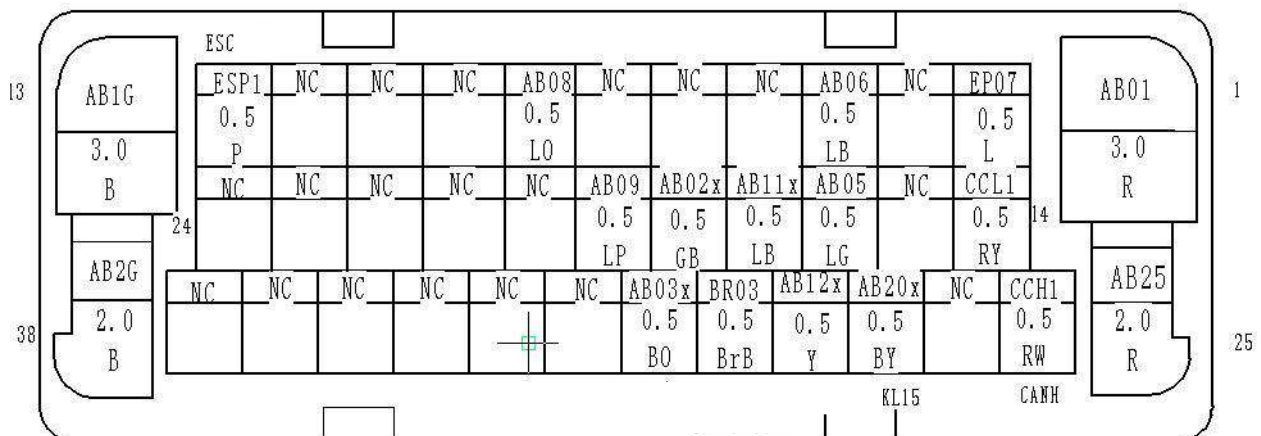 ESC
13 AB1G ESP1 NC NC NC AB08 NC NC NC AB06 NC EP07 AB01 1
0.5 0.5 0.5 0.5
3.0 P LO LB L 3.0
B NC NC NC NC NC AB09 AB02x AB11x AB05 NC CCL1 R
24 0.5 0.5 0.5 0.5 0.5 14
LP GB LB LG RY
AB2G NC NC NC NC NC NC AB03x BR03 AB12x AB20x NC CCH1 AB25
38 2.0 0.5 0.5 0.5 0.5 0.5 2.0 25
B BO BrB Y BY RW R
KL15 CANH